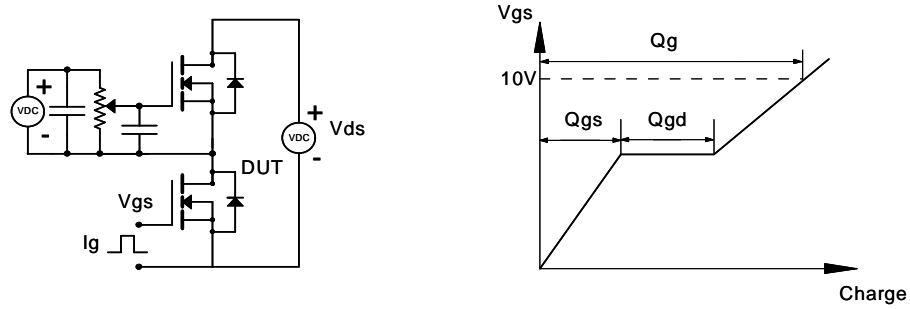 VDC
+
-
Vgs
Ig
DUT
+
VDC
-
Vds
Vgs
Qg
10V
Qgs
Qgd
Charge